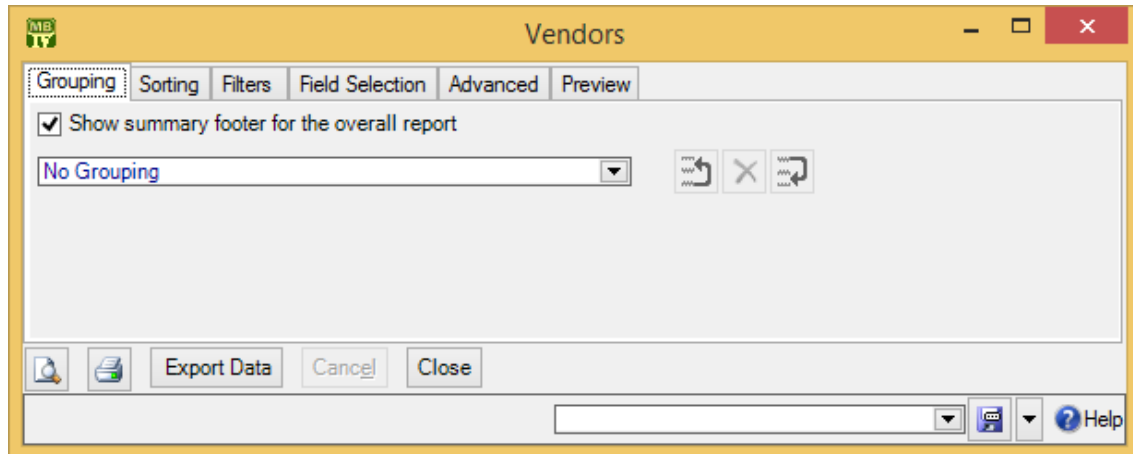 Vendors
Grouping Sorting Filters Field Selection Advanced Preview
Show summary footer for the overall report
No Grouping
Export Data Cancel Close
Help